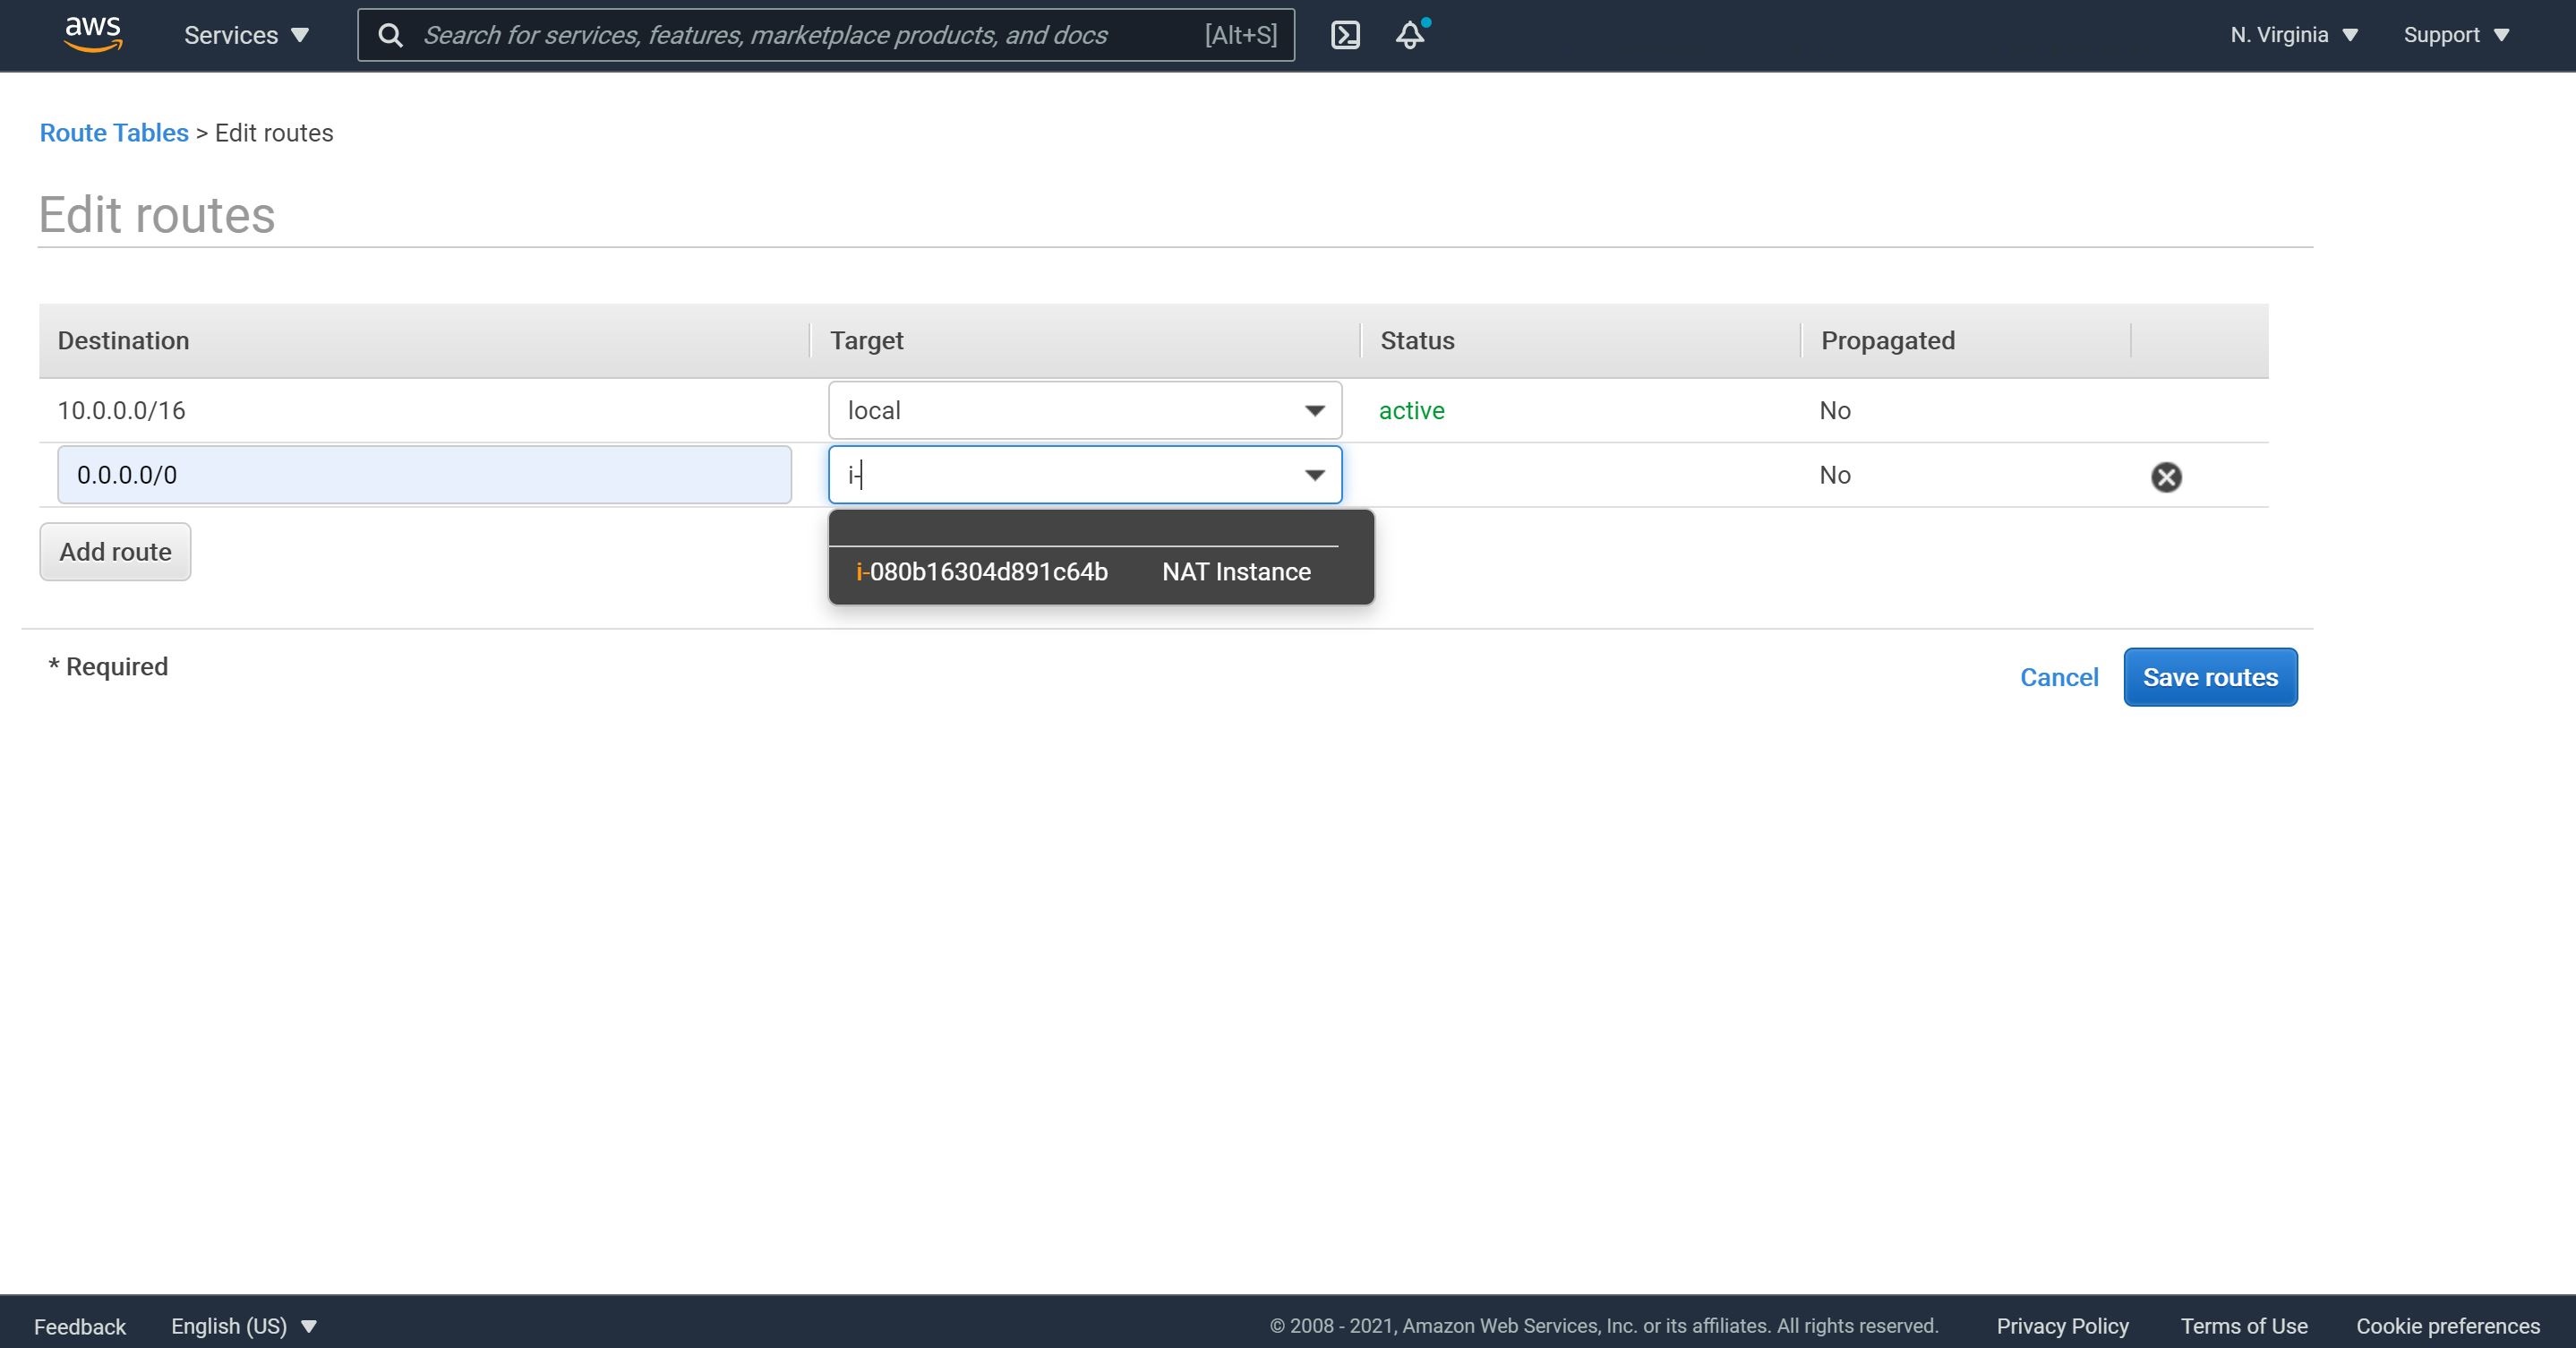 aws Services Search for services, features, marketplace products, and docs [Alt+S] N. Virginia Support
Route Tables > Edit routes
Edit routes
Destination Target Status Propagated
10.0.0.0/16 local active No
0.0.0.0/0 i- No
Add route
i-080b16304d891c64b NAT Instance
* Required
Cancel Save routes
Feedback English (US) © 2008 - 2021, Amazon Web Services, Inc. or its affiliates. All rights reserved. Privacy Policy Terms of Use Cookie preferences